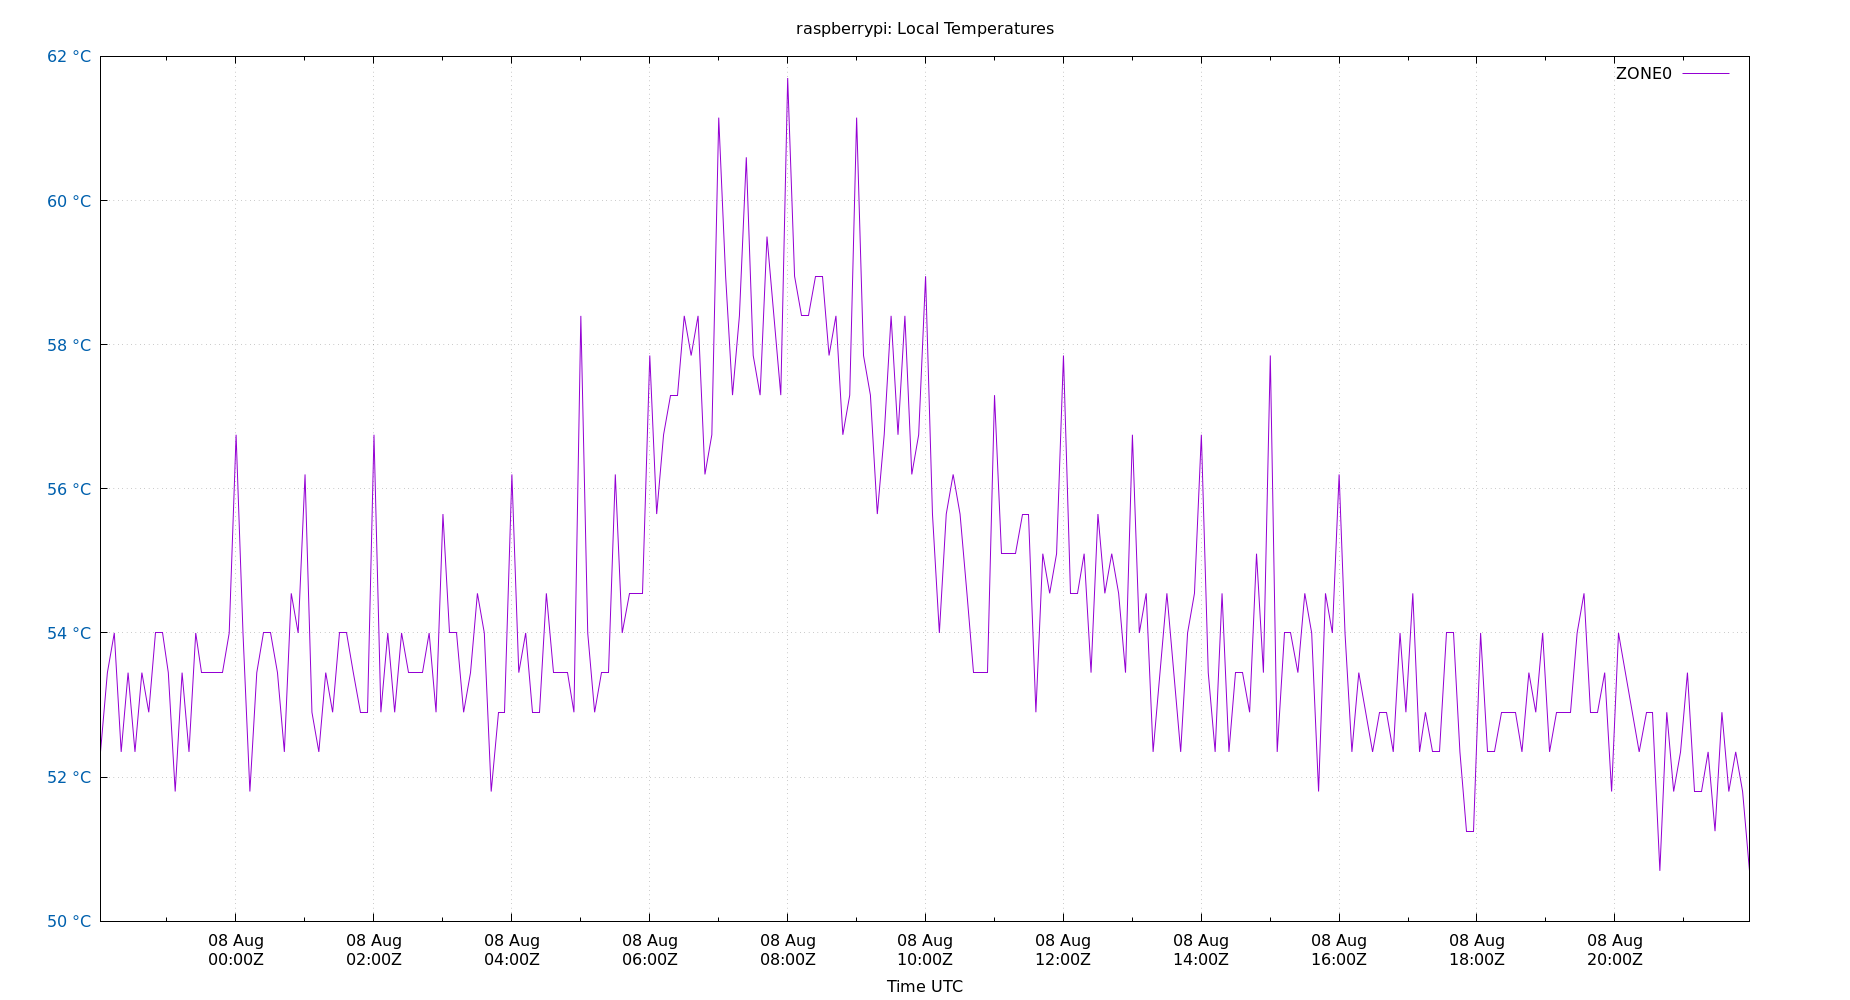 raspberrypi: Local Temperatures
62 °C
ZONE0
60 °C
58 °C
56 °C
54 °C
52 °C
50 °C
08 Aug 08 Aug 08 Aug 08 Aug 08 Aug 08 Aug 08 Aug 08 Aug 08 Aug 08 Aug 08 Aug
00:00Z 02:00Z 04:00Z 06:00Z 08:00Z 10:00Z 12:00Z 14:00Z 16:00Z 18:00Z 20:00Z
Time UTC